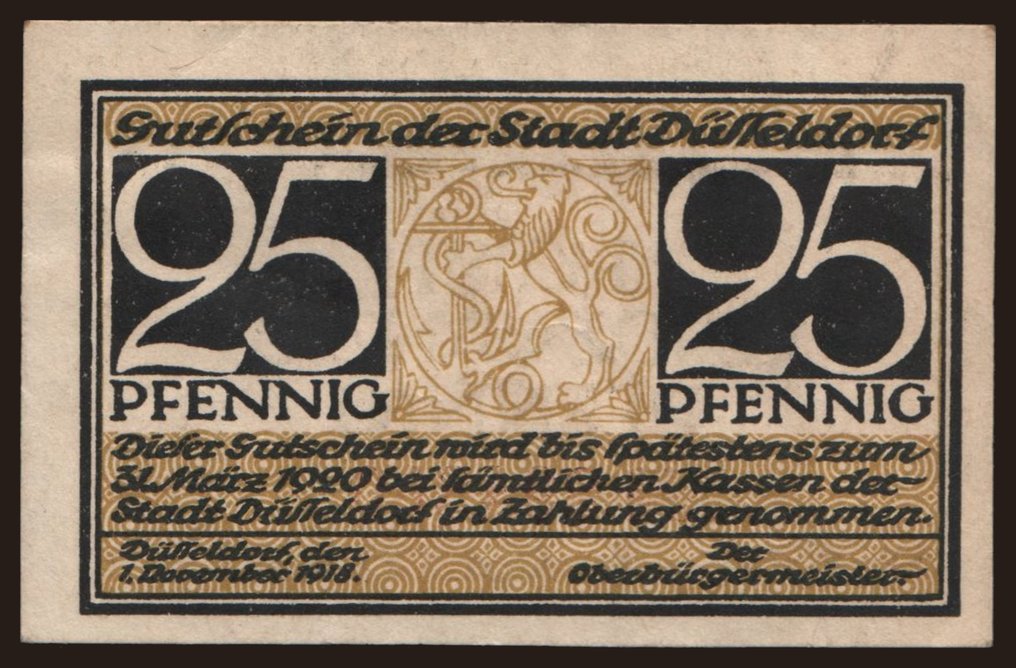 Gutschein der Stadt Düsseldorf
25 25
PFENNIG PFENNIG
Dieser Gutschein wird bis spätestens zum
31. März 1920 bei sämtlichen Kassen der
Stadt Düsseldorf in Zahlung genommen.
Düsseldorf, den Der
1. November 1918. Oberbürgermeister: